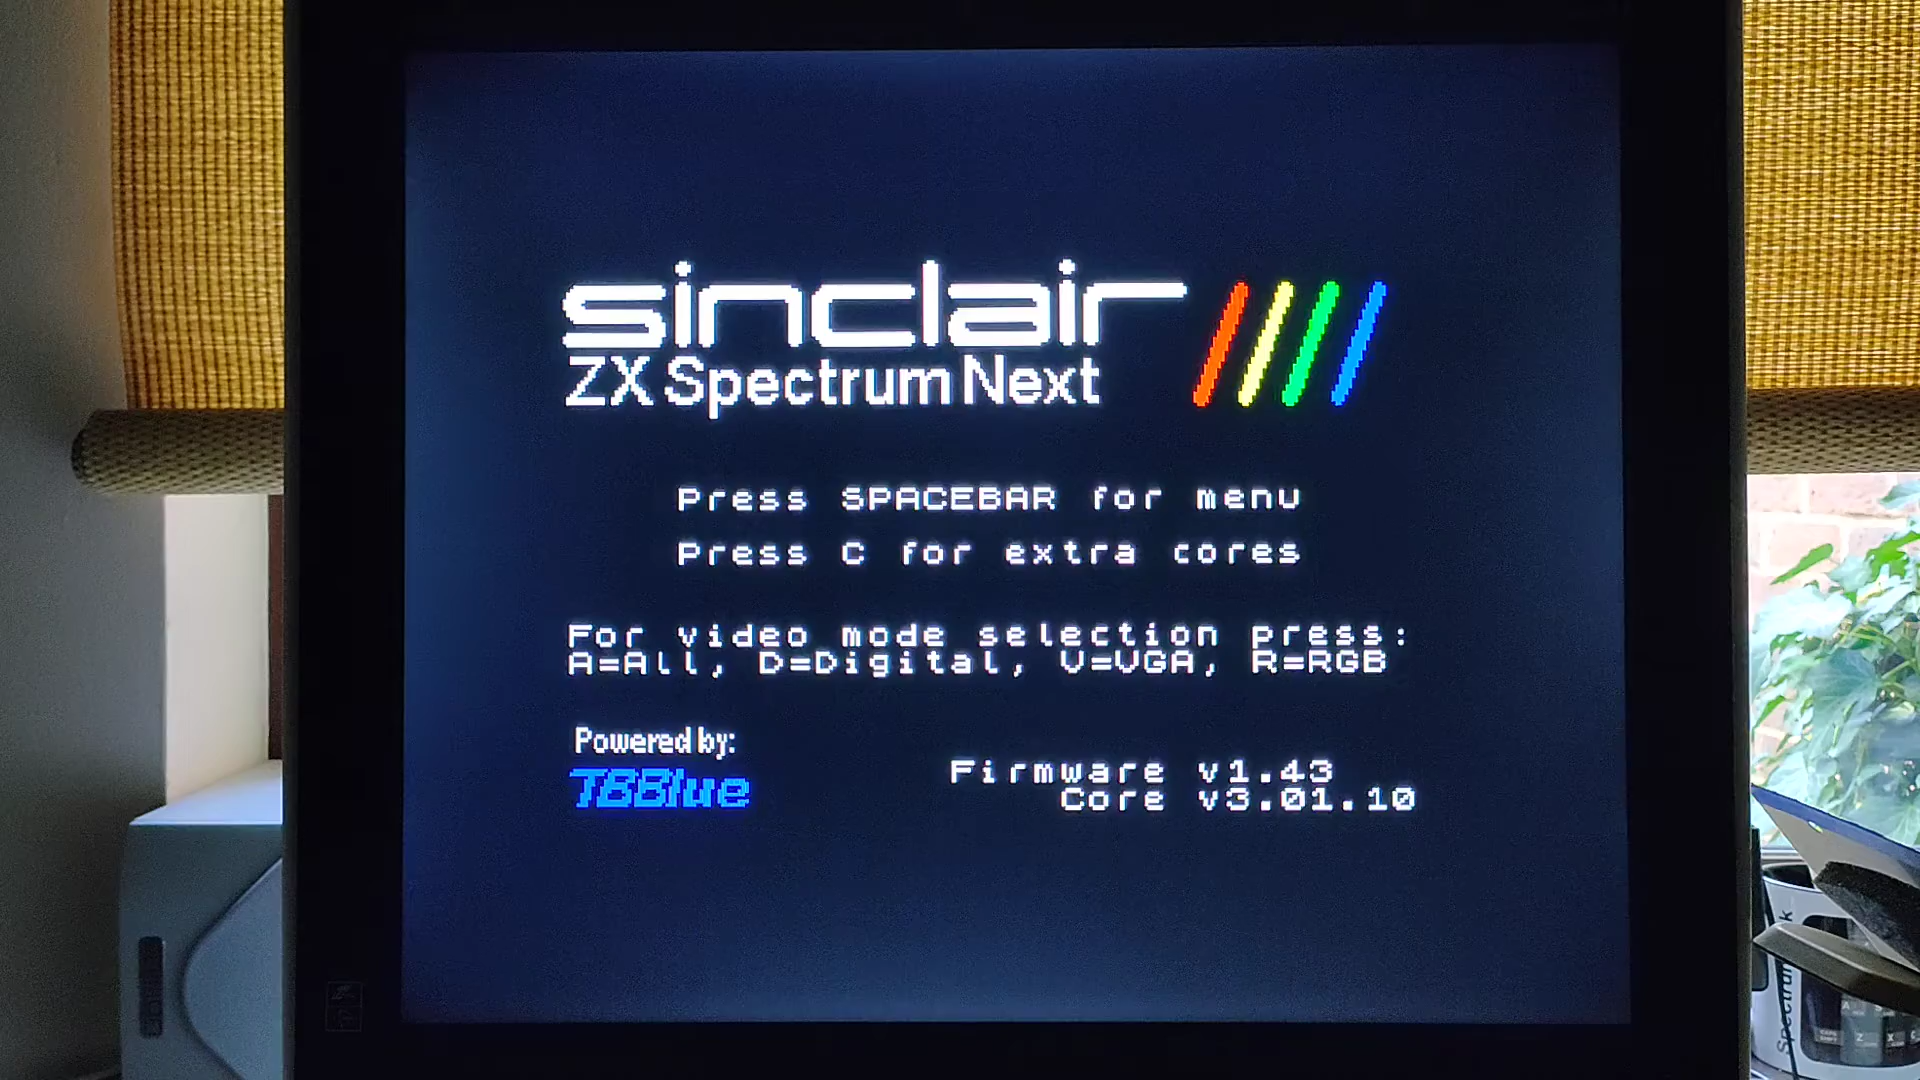 sinclair
ZX Spectrum Next
Press SPACEBAR for menu
Press C for extra cores
For video mode selection press:
A=All, D=Digital, V=VGA, R=RGB
Powered by:
TBBlue
Firmware v1.43
Core v3.01.10
Spectrum